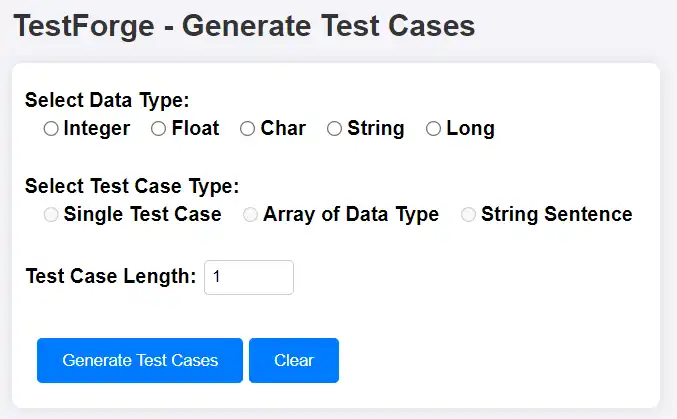 TestForge - Generate Test Cases
Select Data Type:
Integer Float Char String Long
Select Test Case Type:
Single Test Case Array of Data Type String Sentence
Test Case Length: 1
Generate Test Cases Clear